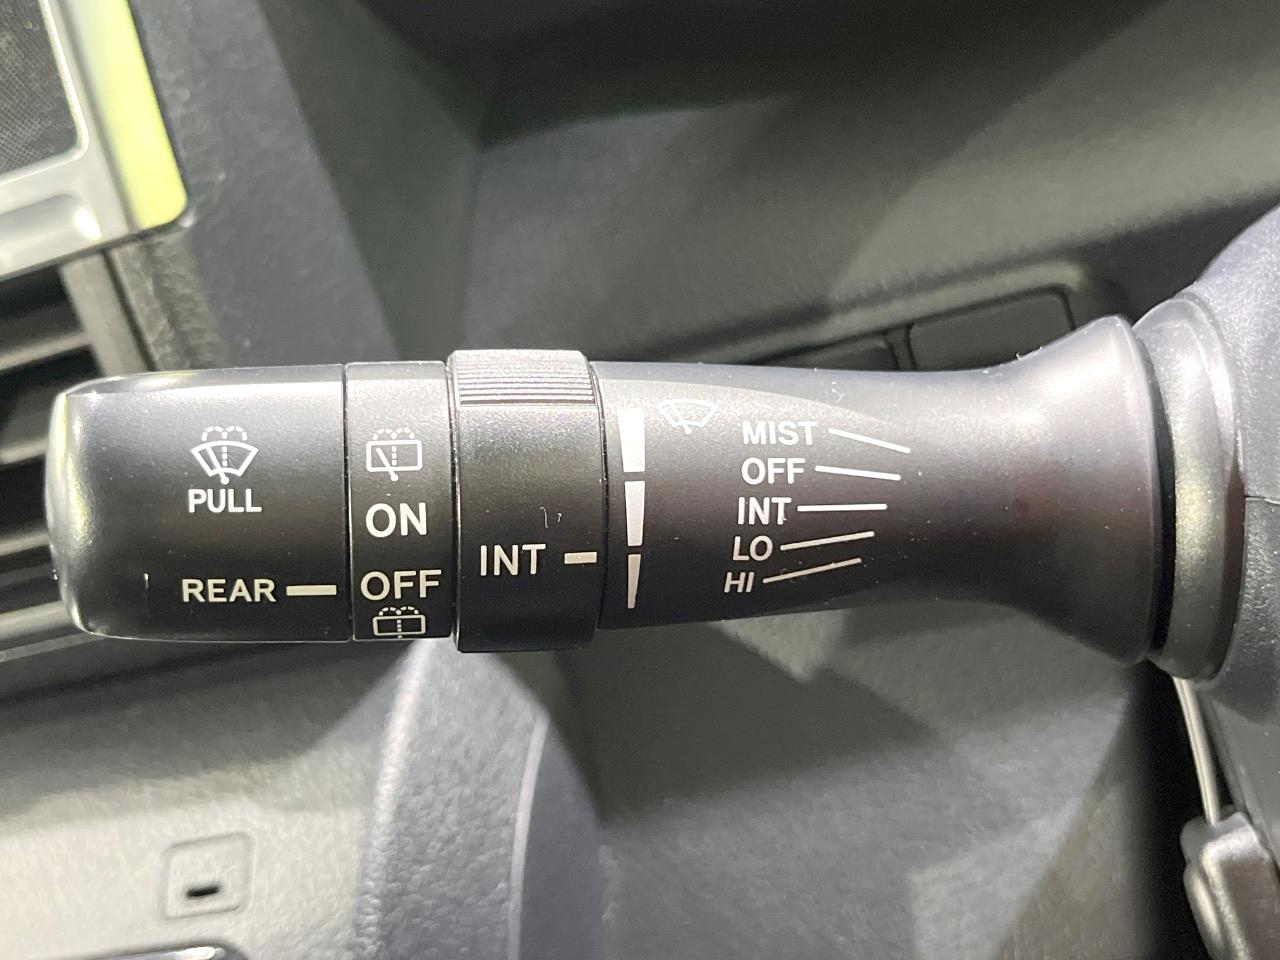 PULL
REAR
ON
OFF
INT
MIST
OFF
INT
LO
HI